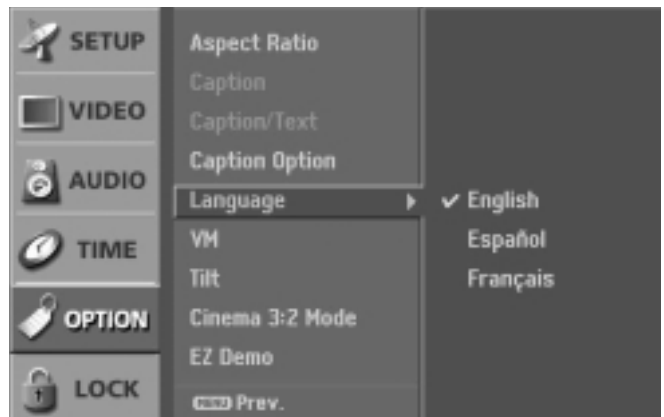 SETUP
VIDEO
AUDIO
TIME
OPTION
LOCK
Aspect Ratio
Caption
Caption/Text
Caption Option
Language
VM
Tilt
Cinema 3:2 Mode
EZ Demo
MENU Prev.
English
Español
Français